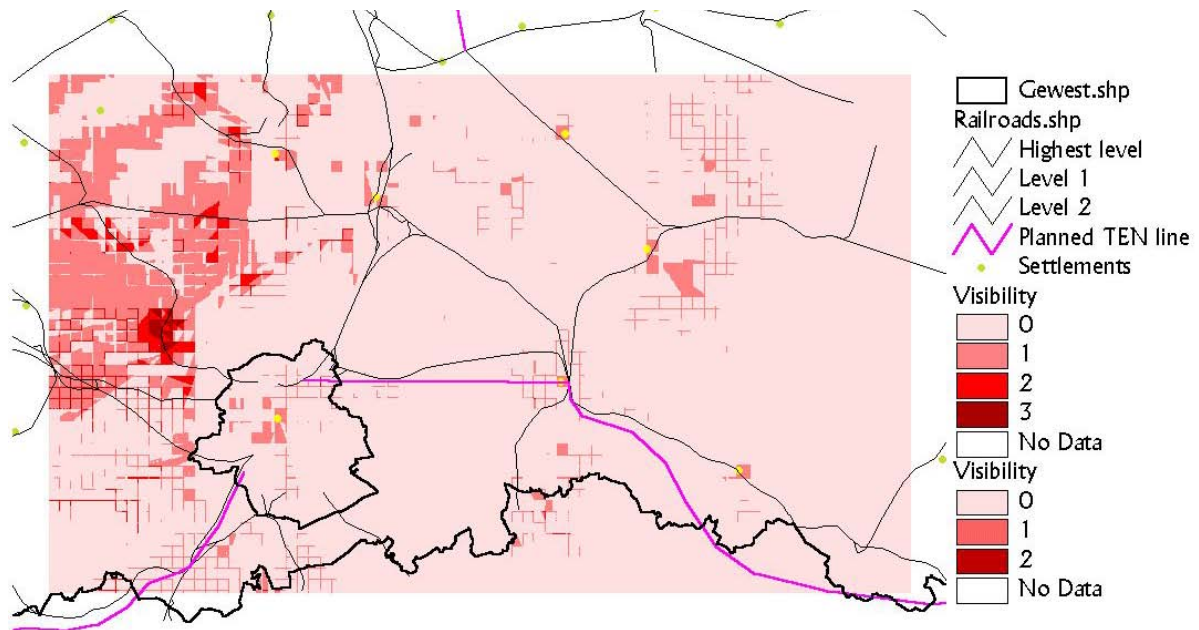 Gewest.shp
Railroads.shp
Highest level
Level 1
Level 2
Planned TEN line
Settlements
Visibility
0
1
2
3
No Data
Visibility
0
1
2
No Data